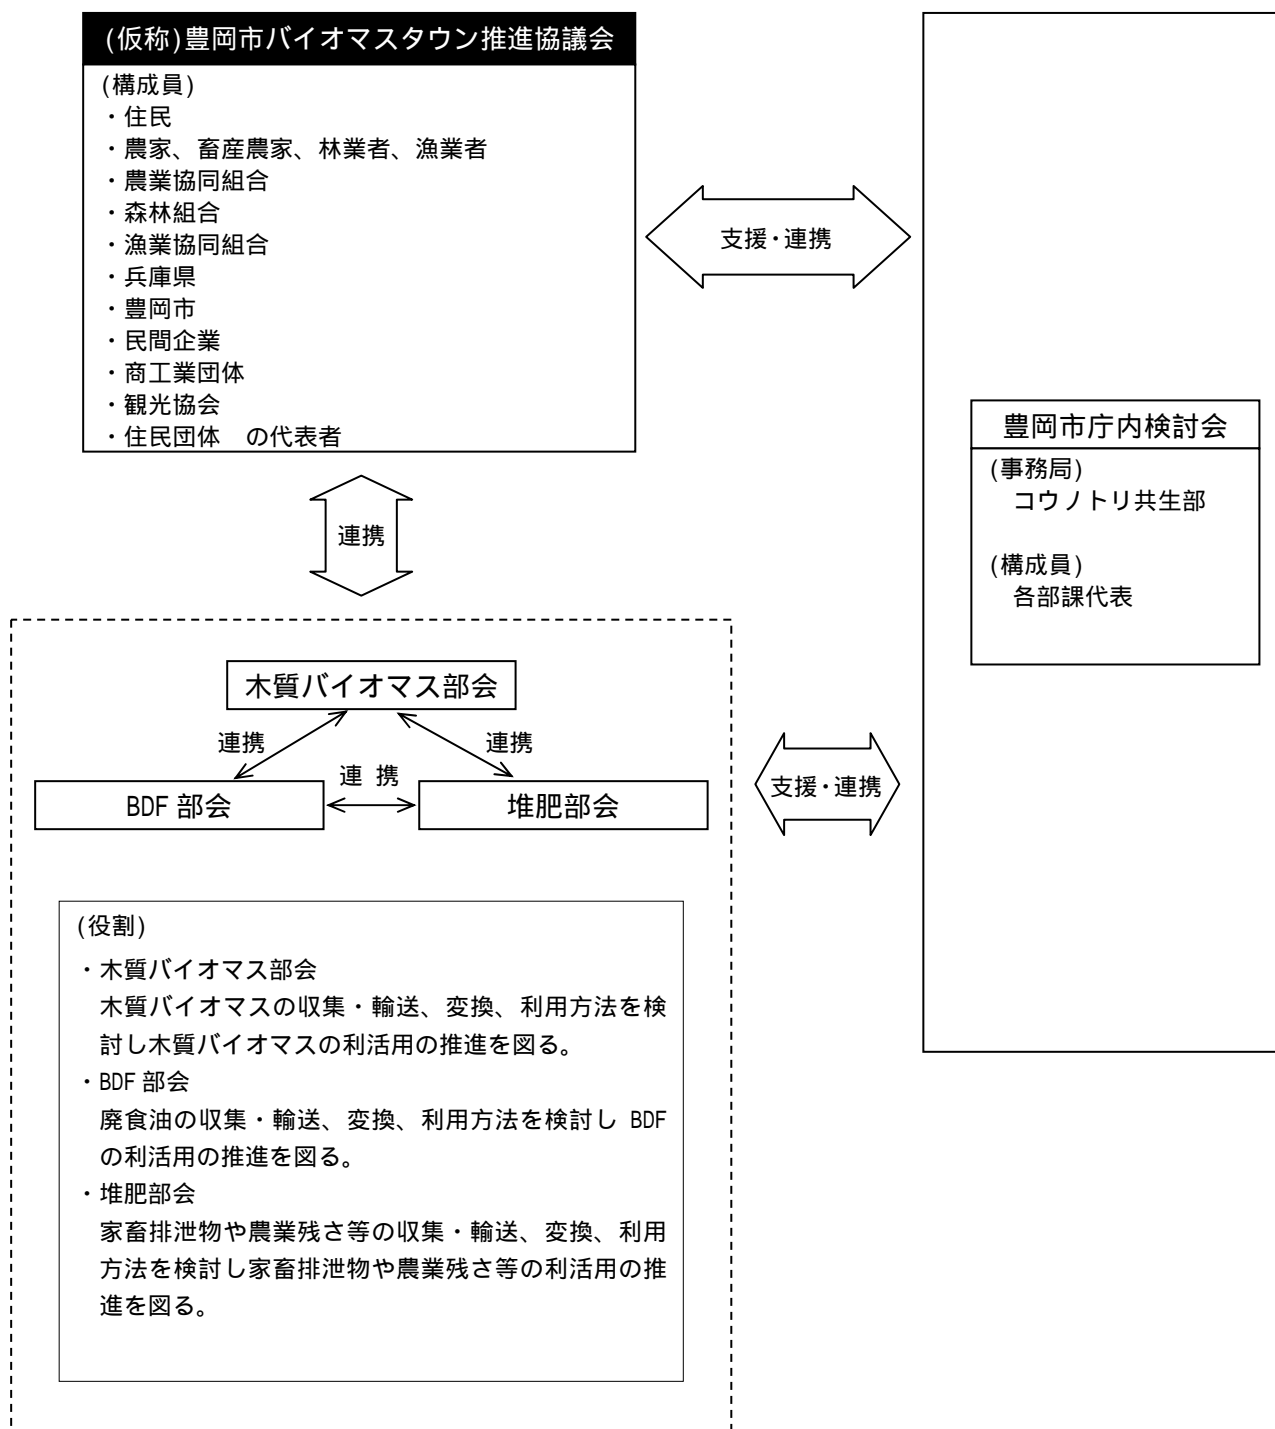 (仮称)豊岡市バイオマスタウン推進協議会
(構成員)
・住民
・農家、畜産農家、林業者、漁業者
・農業協同組合
・森林組合
・漁業協同組合
・兵庫県
・豊岡市
・民間企業
・商工業団体
・観光協会
・住民団体　の代表者
支援・連携
豊岡市庁内検討会
(事務局)
コウノトリ共生部
(構成員)
各部課代表
連携
木質バイオマス部会
連携
連携
連 携
BDF 部会
堆肥部会
支援・連携
(役割)
・木質バイオマス部会
木質バイオマスの収集・輸送、変換、利用方法を検
討し木質バイオマスの利活用の推進を図る。
・BDF 部会
廃食油の収集・輸送、変換、利用方法を検討し BDF
の利活用の推進を図る。
・堆肥部会
家畜排泄物や農業残さ等の収集・輸送、変換、利用
方法を検討し家畜排泄物や農業残さ等の利活用の推
進を図る。